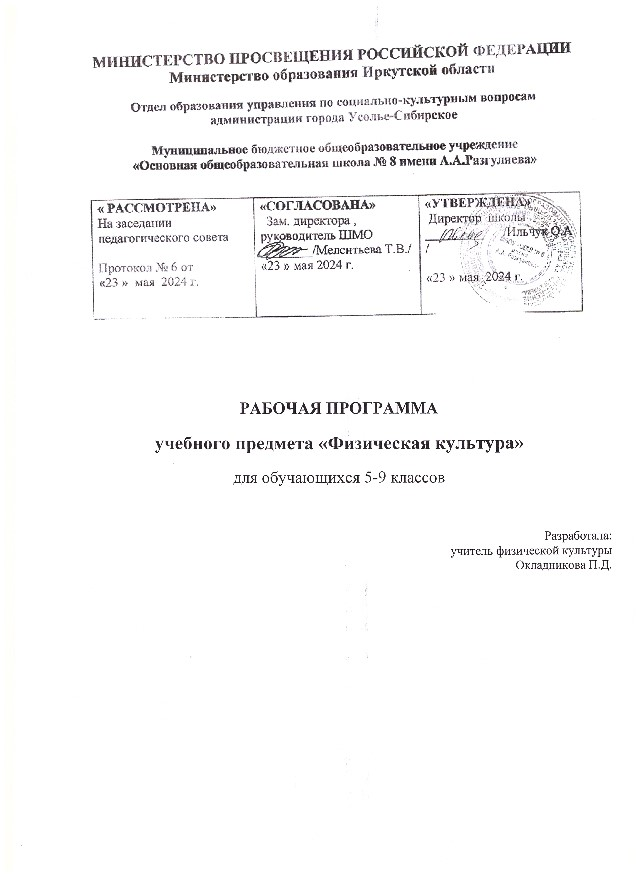 МИНИСТЕРСТВО ПРОСВЕЩЕНИЯ РОССИЙСКОЙ ФЕДЕРАЦИИ
Министерство образования Иркутской области
Отдел образования управления по социально-культурным вопросам
администрации города Усолье-Сибирское
Муниципальное бюджетное общеобразовательное учреждение
«Основная общеобразовательная школа № 8 имени А.А.Разгуляева»
« РАССМОТРЕНА»
На заседании
педагогического совета
Протокол № 6 от
«23 » мая 2024 г.
«СОГЛАСОВАНА»
Зам. директора ,
руководитель ШМО
/Мелентьева Т.В./
«23 » мая 2024 г.
«УТВЕРЖДЕНА»
Директор школы
/Ильчук О.А
/
«23 » мая 2024 г.
РАБОЧАЯ ПРОГРАММА
учебного предмета «Физическая культура»
для обучающихся 5-9 классов
Разработала:
учитель физической культуры
Окладникова П.Д.